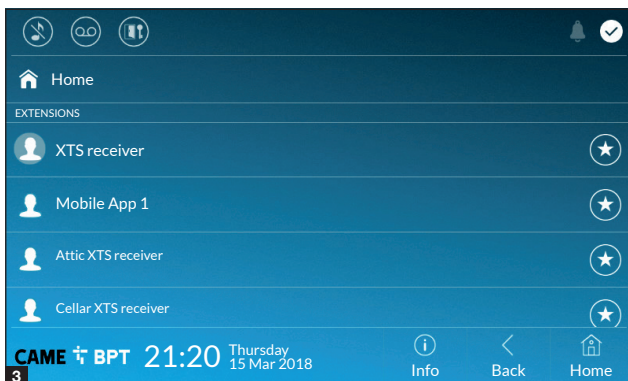 Home
EXTENSIONS
XTS receiver
Mobile App 1
Attic XTS receiver
Cellar XTS receiver
CAME BPT 21:20 Thursday
15 Mar 2018
Info Back Home
3